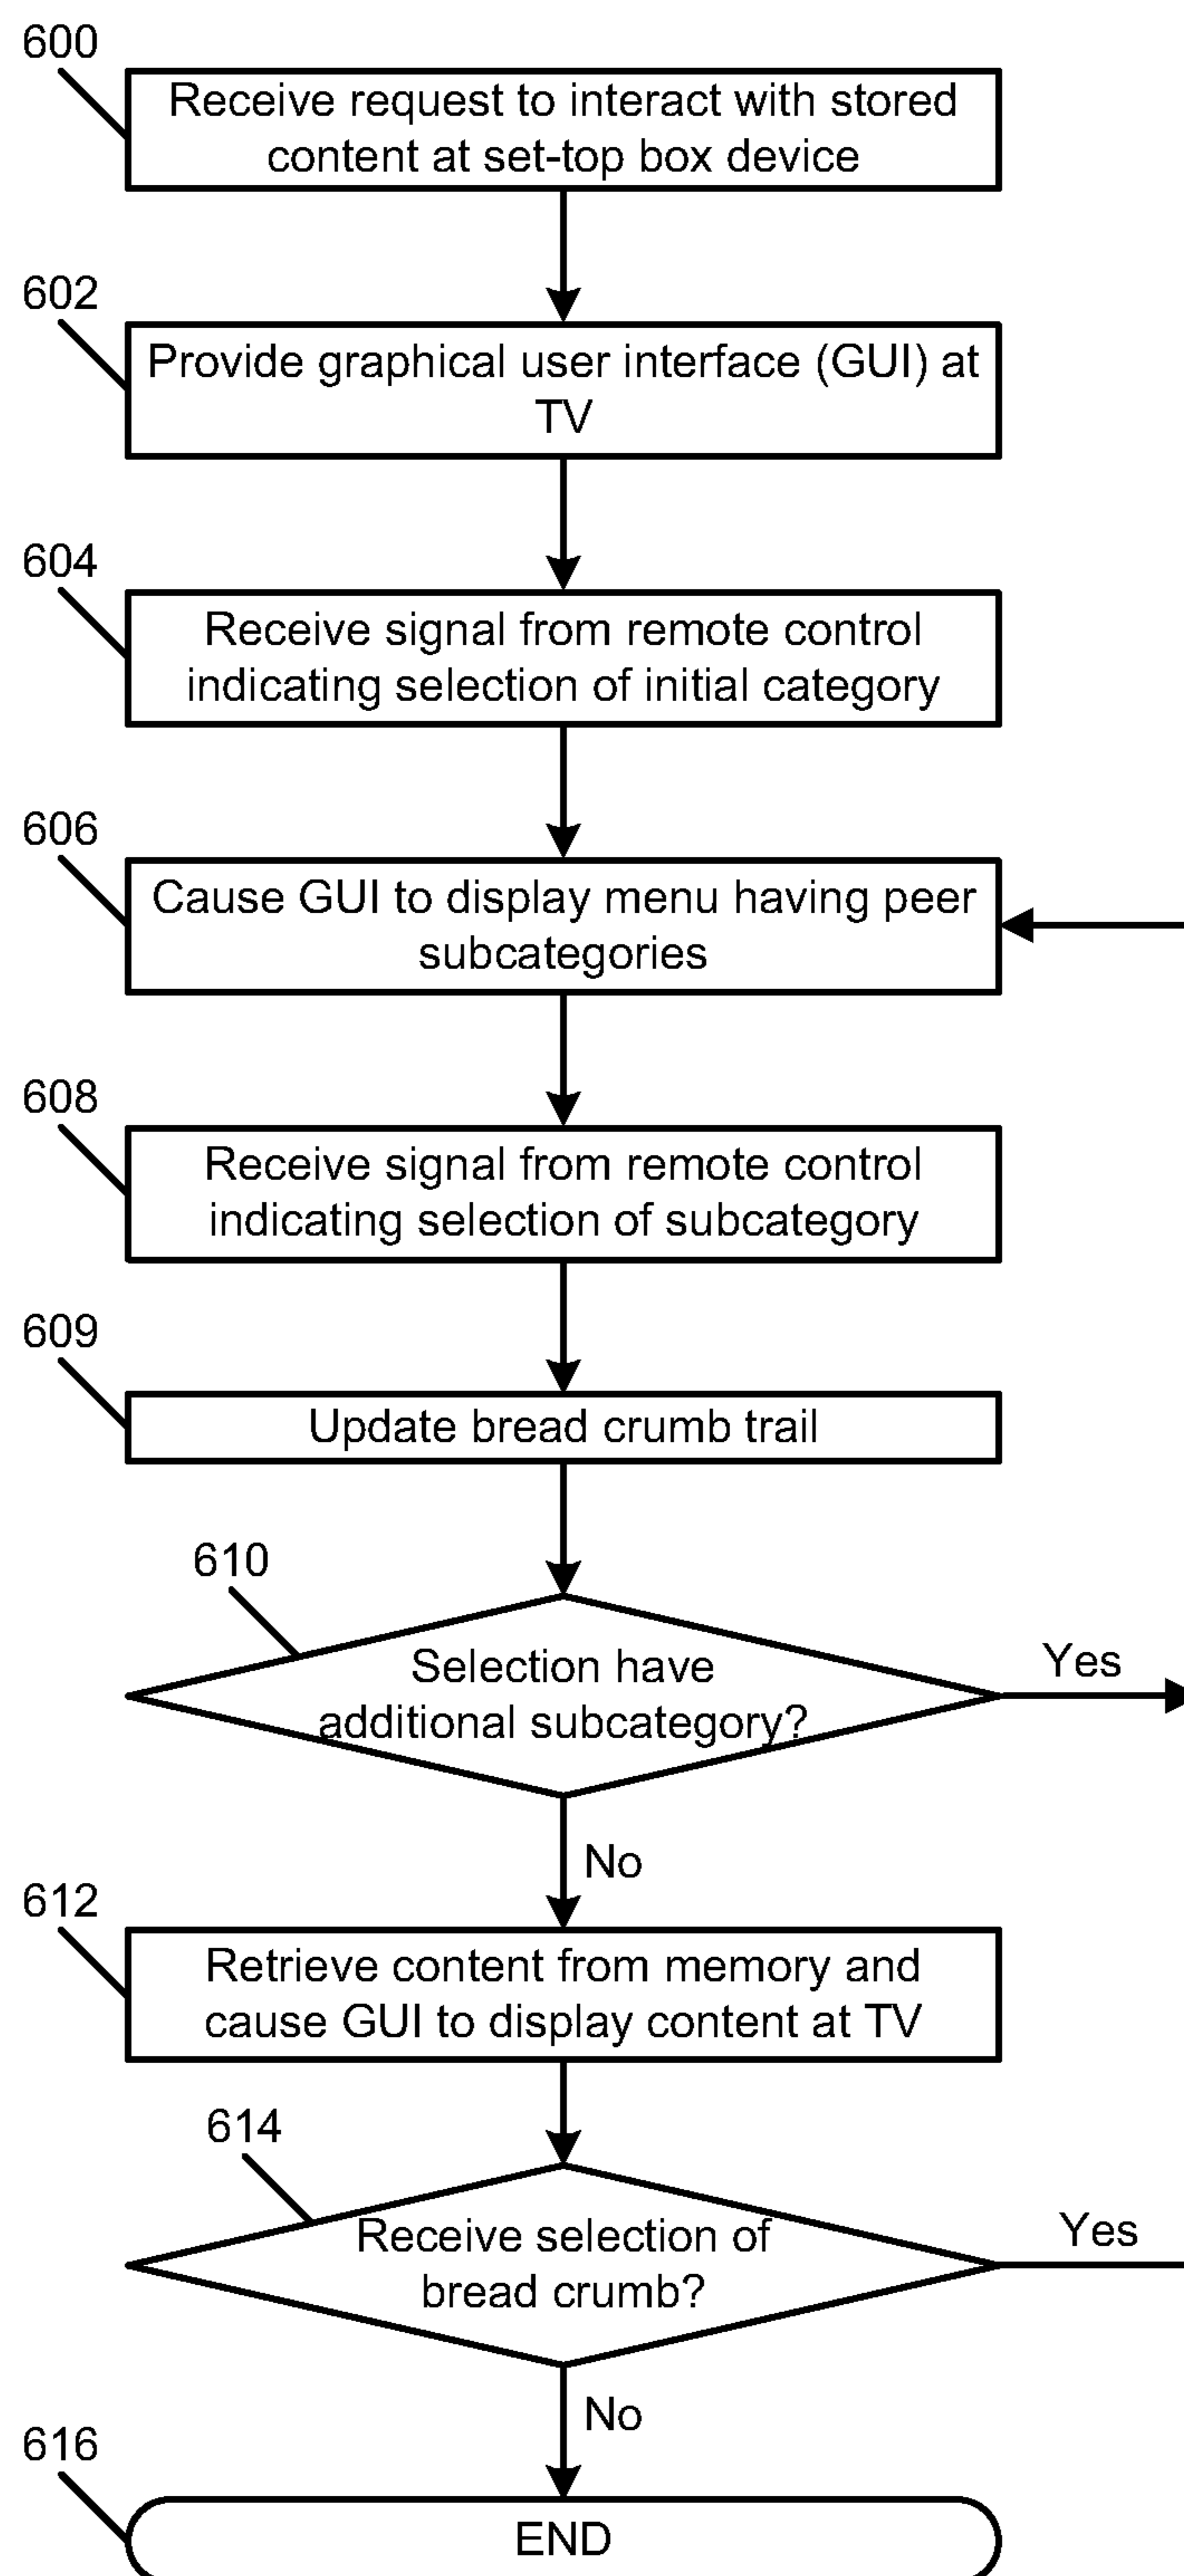 600
Receive request to interact with stored
content at set-top box device
602
Provide graphical user interface (GUI) at
TV
604
Receive signal from remote control
indicating selection of initial category
606
Cause GUI to display menu having peer
subcategories
608
Receive signal from remote control
indicating selection of subcategory
609
Update bread crumb trail
610
Selection have
additional subcategory?
Yes
No
612
Retrieve content from memory and
cause GUI to display content at TV
614
Receive selection of
bread crumb?
Yes
No
616
END